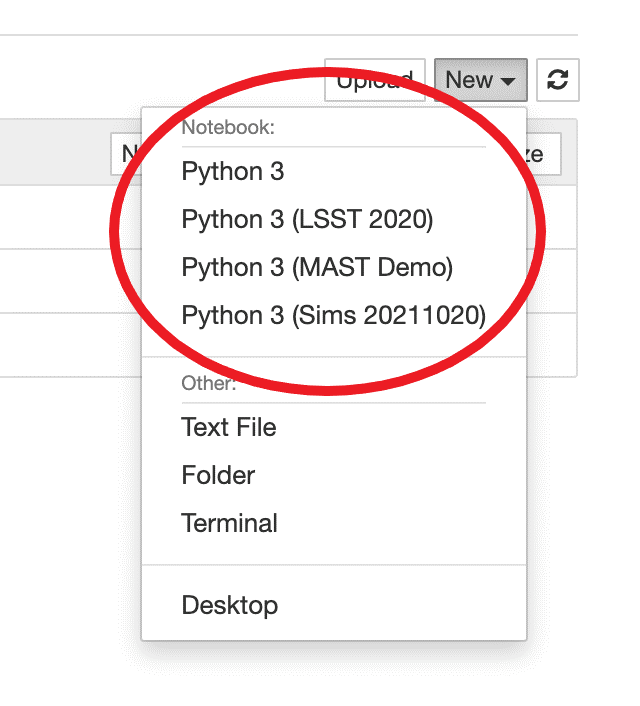 Upload New
Notebook:
Python 3
Python 3 (LSST 2020)
Python 3 (MAST Demo)
Python 3 (Sims 20211020)
Other:
Text File
Folder
Terminal
Desktop